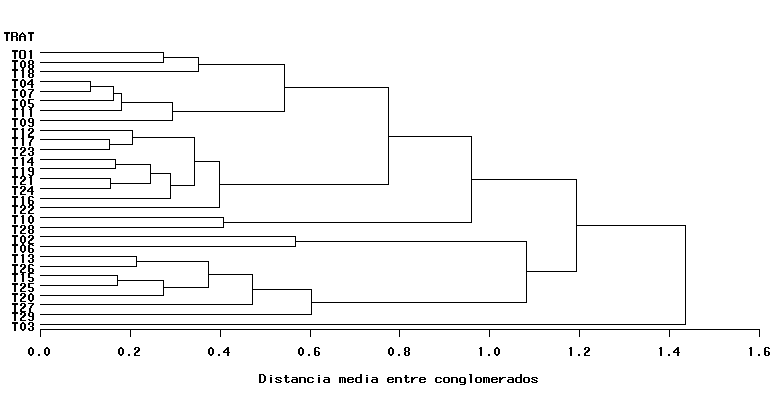 TRAT
T01
T08
T18
T04
T07
T05
T11
T09
T12
T17
T23
T14
T19
T21
T24
T16
T22
T10
T28
T02
T06
T13
T26
T15
T25
T20
T27
T29
T03
0.0 0.2 0.4 0.6 0.8 1.0 1.2 1.4 1.6
Distancia media entre conglomerados